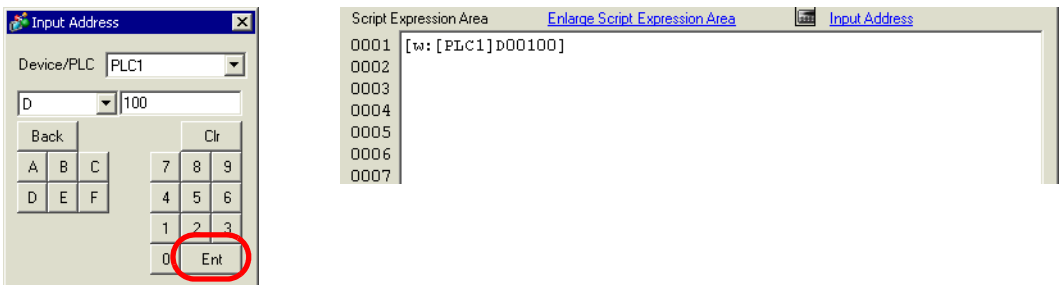 Input Address
Device/PLC PLC1
D 100
Back Clr
A B C 7 8 9
D E F 4 5 6
1 2 3
0 Ent
Script Expression Area Enlarge Script Expression Area Input Address
0001 [w:[PLC1]D00100]
0002
0003
0004
0005
0006
0007